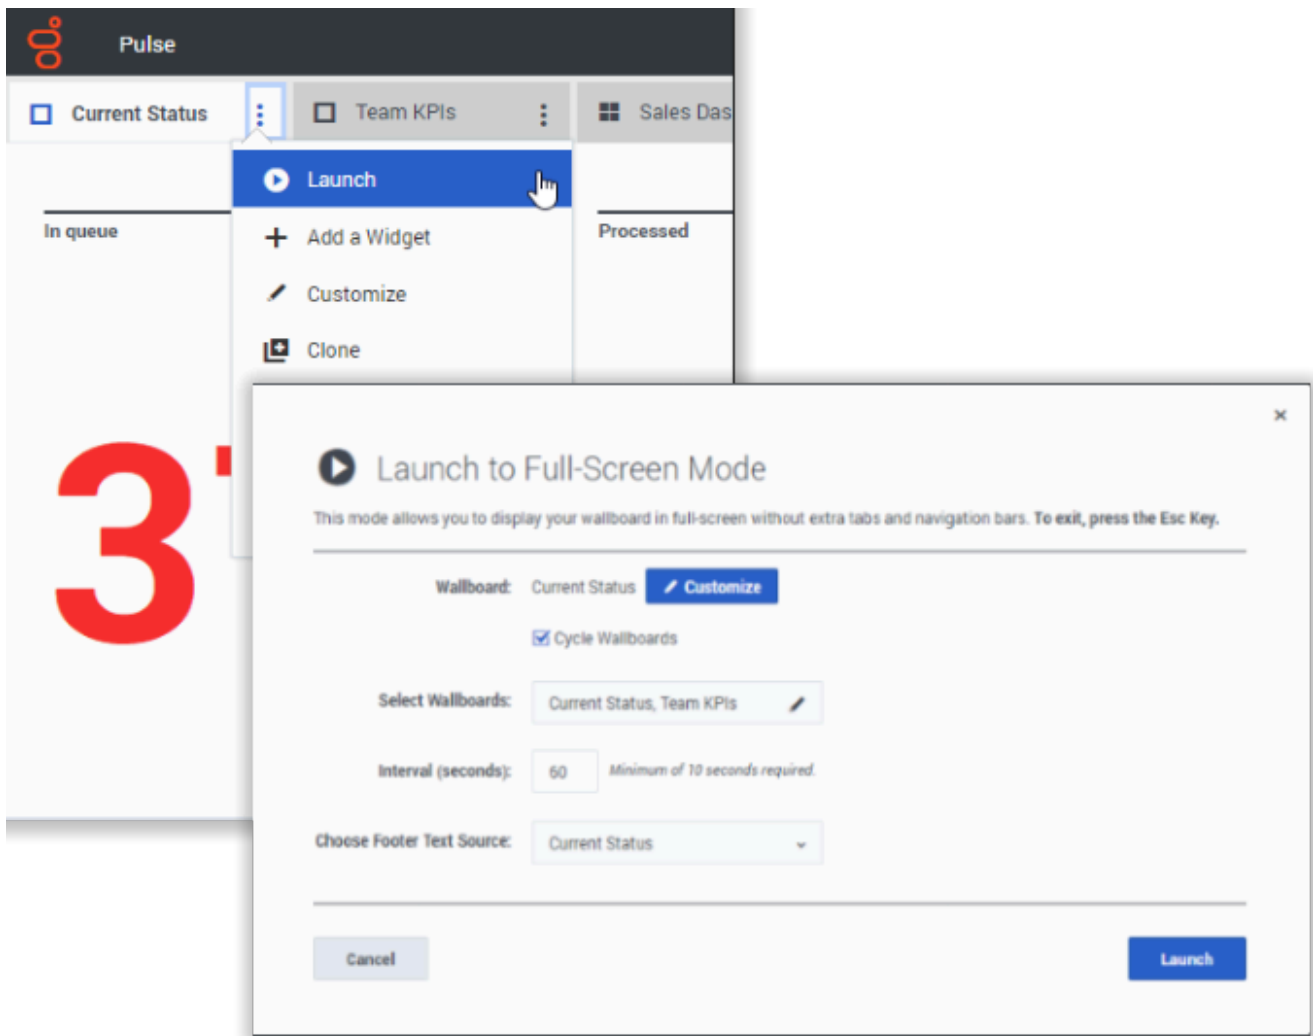 Pulse
Current Status
Team KPIs
Sales Das
Launch
In queue
Add a Widget
Processed
Customize
Clone
3
Launch to Full-Screen Mode
This mode allows you to display your wallboard in full-screen without extra tabs and navigation bars. To exit, press the Esc Key.
Wallboard: Current Status Customize
Cycle Wallboards
Select Wallboards: Current Status, Team KPIs
Interval (seconds): 60 Minimum of 10 seconds required.
Choose Footer Text Source: Current Status
Cancel
Launch